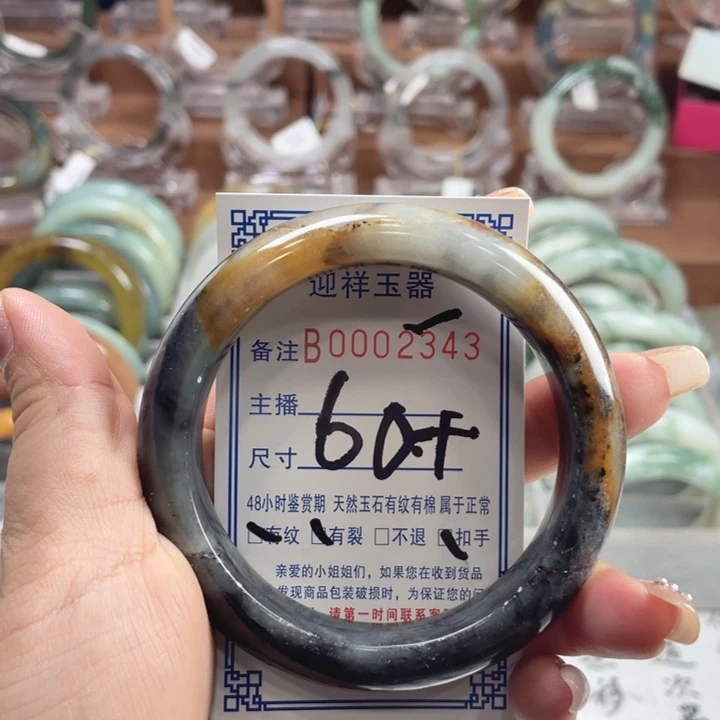 迎祥玉器
备注B0002343
主播
尺寸 60+
48小时鉴赏期 天然玉石有纹有棉 属于正常
□有纹 □有裂 □不退 □扣手
亲爱的小姐姐们,如果您在收到货品
发现商品包装破损时,为保证您的
请第一时间联系客